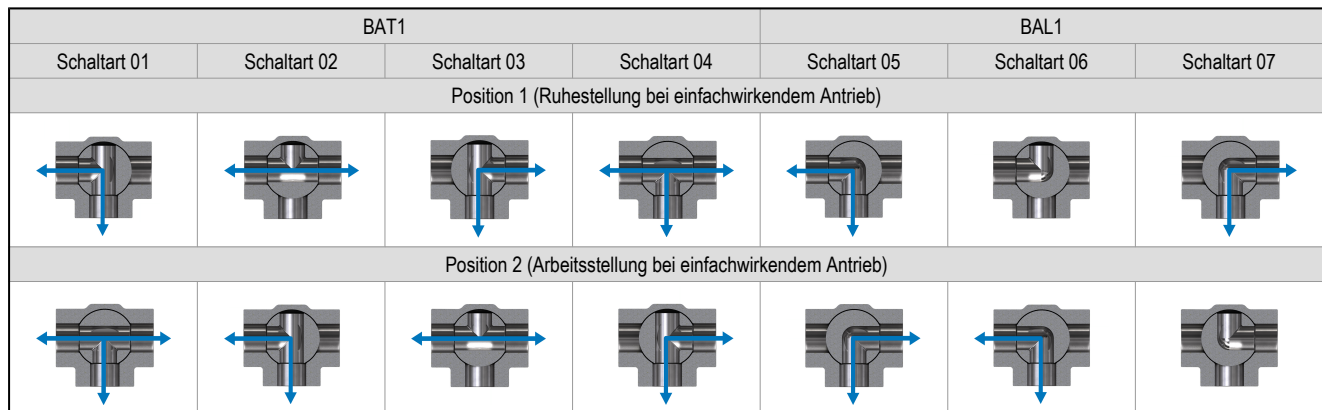 BAT1 BAL1
Schaltart 01 Schaltart 02 Schaltart 03 Schaltart 04 Schaltart 05 Schaltart 06 Schaltart 07
Position 1 (Ruhestellung bei einfachwirkendem Antrieb)
Position 2 (Arbeitsstellung bei einfachwirkendem Antrieb)